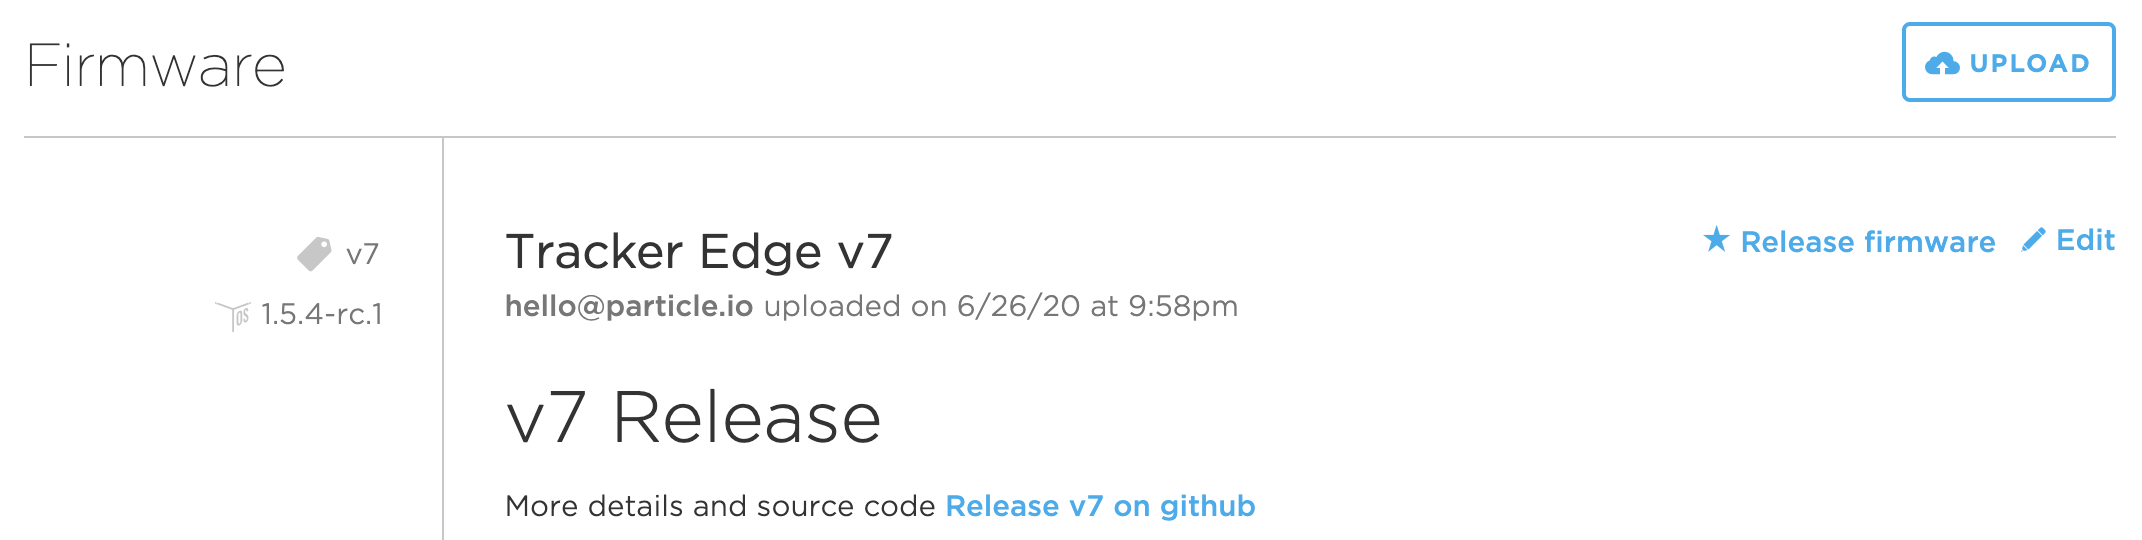 Firmware
UPLOAD
v7
OS 1.5.4-rc.1
Tracker Edge v7
Release firmware
Edit
hello@particle.io uploaded on 6/26/20 at 9:58pm
v7 Release
More details and source code Release v7 on github